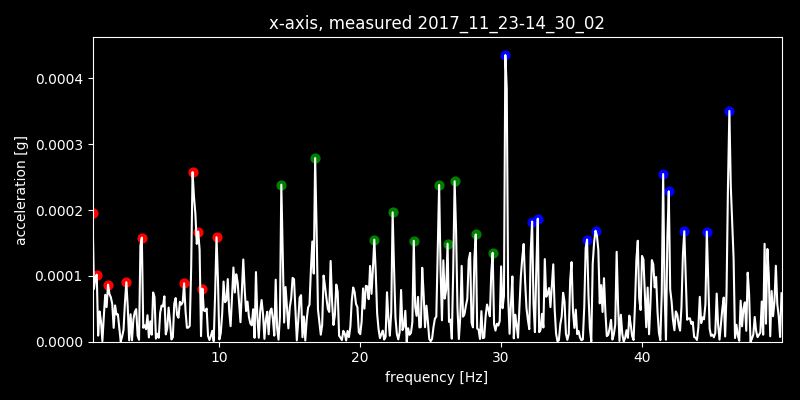 x-axis, measured 2017_11_23-14_30_02
acceleration [g]
0.0004
0.0003
0.0002
0.0001
0.0000
10 20 30 40
frequency [Hz]